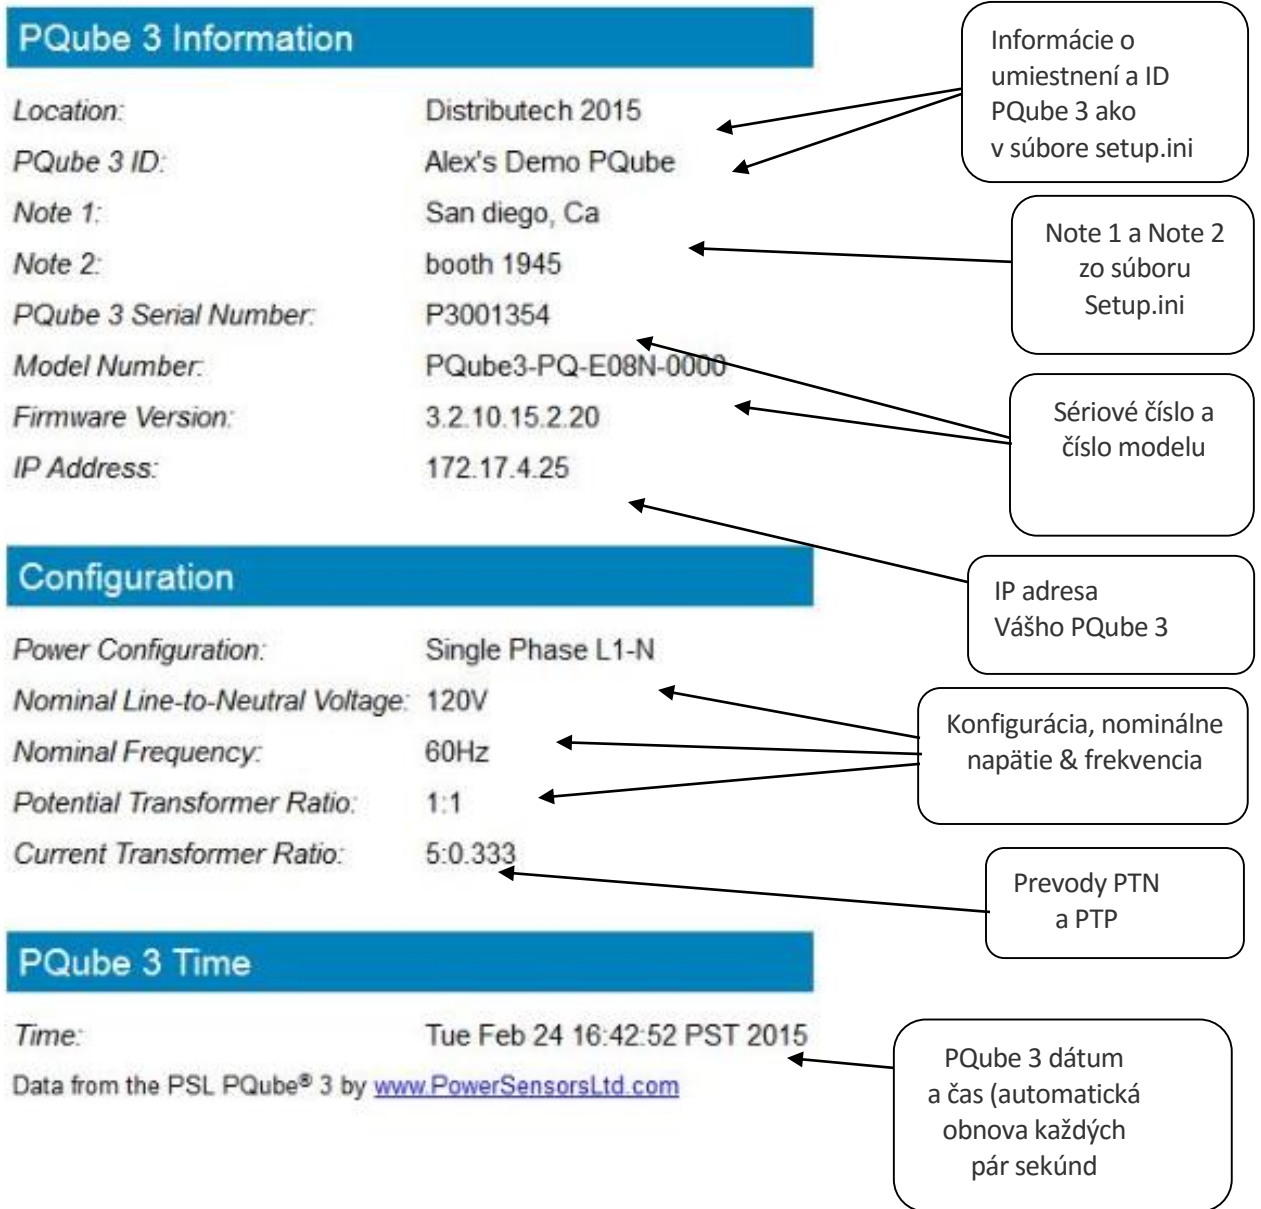 PQube 3 Information
Location: Distributech 2015
PQube 3 ID: Alex's Demo PQube
Note 1: San diego, Ca
Note 2: booth 1945
PQube 3 Serial Number: P3001354
Model Number: PQube3-PQ-E08N-0000
Firmware Version: 3.2.10.15.2.20
IP Address: 172.17.4.25
Informácie o
umiestnení a ID
PQube 3 ako
v súbore setup.ini
Note 1 a Note 2
zo súboru
Setup.ini
Sériové číslo a
číslo modelu
IP adresa
Vášho PQube 3
Configuration
Power Configuration: Single Phase L1-N
Nominal Line-to-Neutral Voltage: 120V
Nominal Frequency: 60Hz
Potential Transformer Ratio: 1:1
Current Transformer Ratio: 5:0.333
Konfigurácia, nominálne
napätie & frekvencia
Prevody PTN
a PTP
PQube 3 Time
Time: Tue Feb 24 16:42:52 PST 2015
Data from the PSL PQube® 3 by www.PowerSensorsLtd.com
PQube 3 dátum
a čas (automatická
obnova každých
pár sekúnd